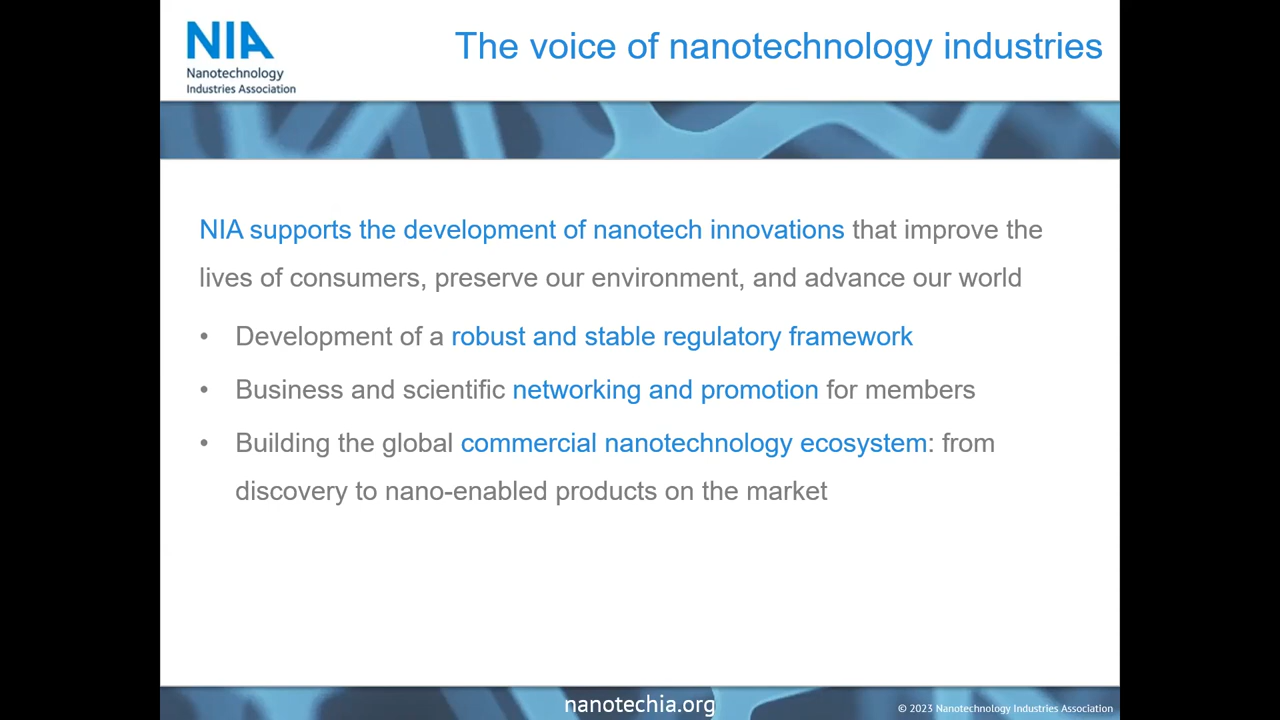 NIA
Nanotechnology
Industries Association
The voice of nanotechnology industries
NIA supports the development of nanotech innovations that improve the
lives of consumers, preserve our environment, and advance our world
• Development of a robust and stable regulatory framework
• Business and scientific networking and promotion for members
• Building the global commercial nanotechnology ecosystem: from
discovery to nano-enabled products on the market
nanotechia.org
© 2023 Nanotechnology Industries Association